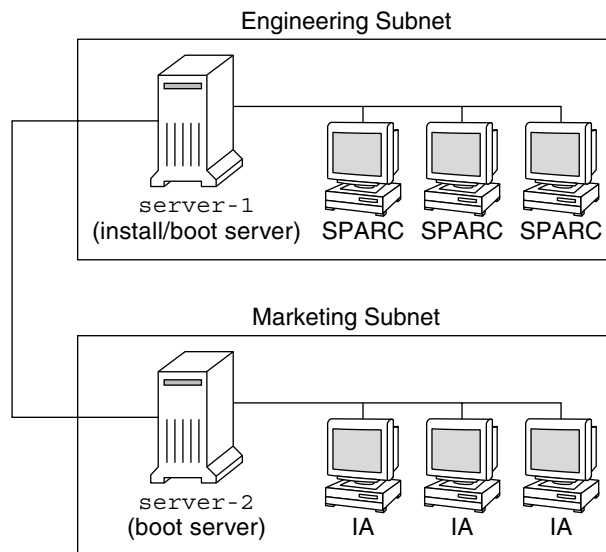 Engineering Subnet
server-1
(install/boot server)
SPARC SPARC SPARC
Marketing Subnet
server-2
(boot server)
IA IA IA